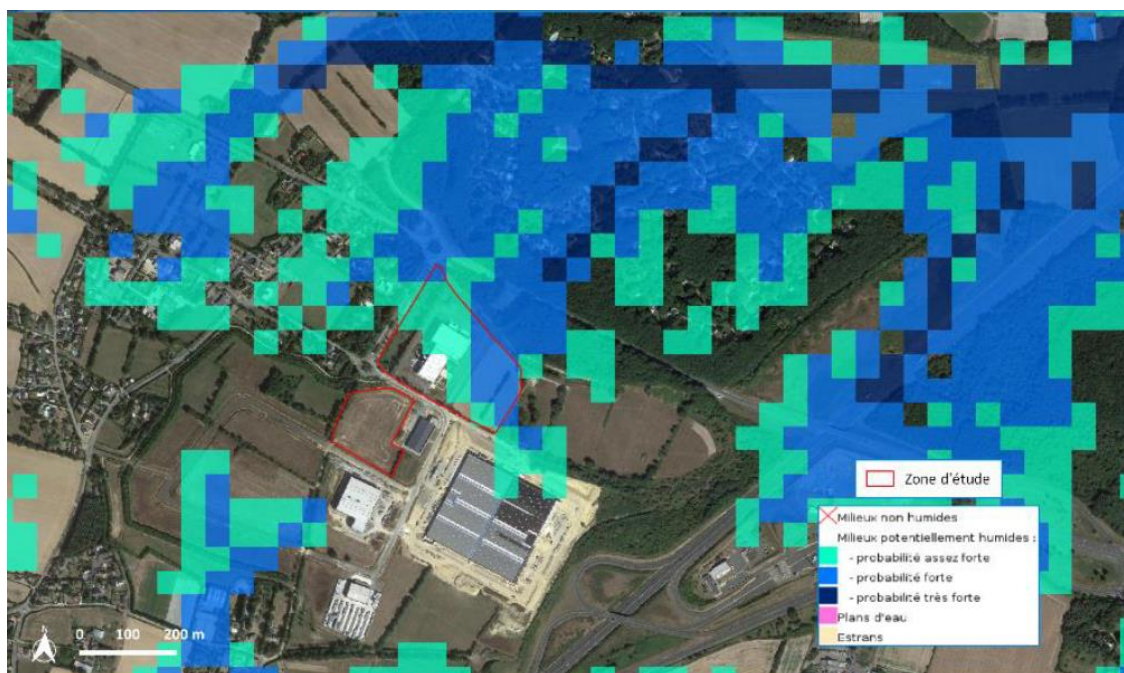 Zone d'étude
Milieux non humides
Milieux potentiellement humides :
- probabilité assez forte
- probabilité forte
- probabilité très forte
Plans d'eau
Estrans
0 100 200 m